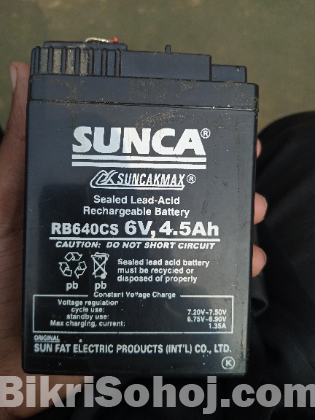 SUNCA®
SUNCAKMAX®
Sealed Lead-Acid
Rechargeable Battery
RB640CS 6V, 4.5Ah
CAUTION: DO NOT SHORT CIRCUIT
Sealed lead acid battery
must be recycled or
disposed of properly
pb pb
Constant Voltage Charge
Voltage regulation
cycle use: 7.20V-7.50V
standby use: 6.75V-6.90V
Max charging, current: 1.35A
ORIGINAL
SUN FAT ELECTRIC PRODUCTS (INT'L) CO., LTD.
K
BikriSohoj.com